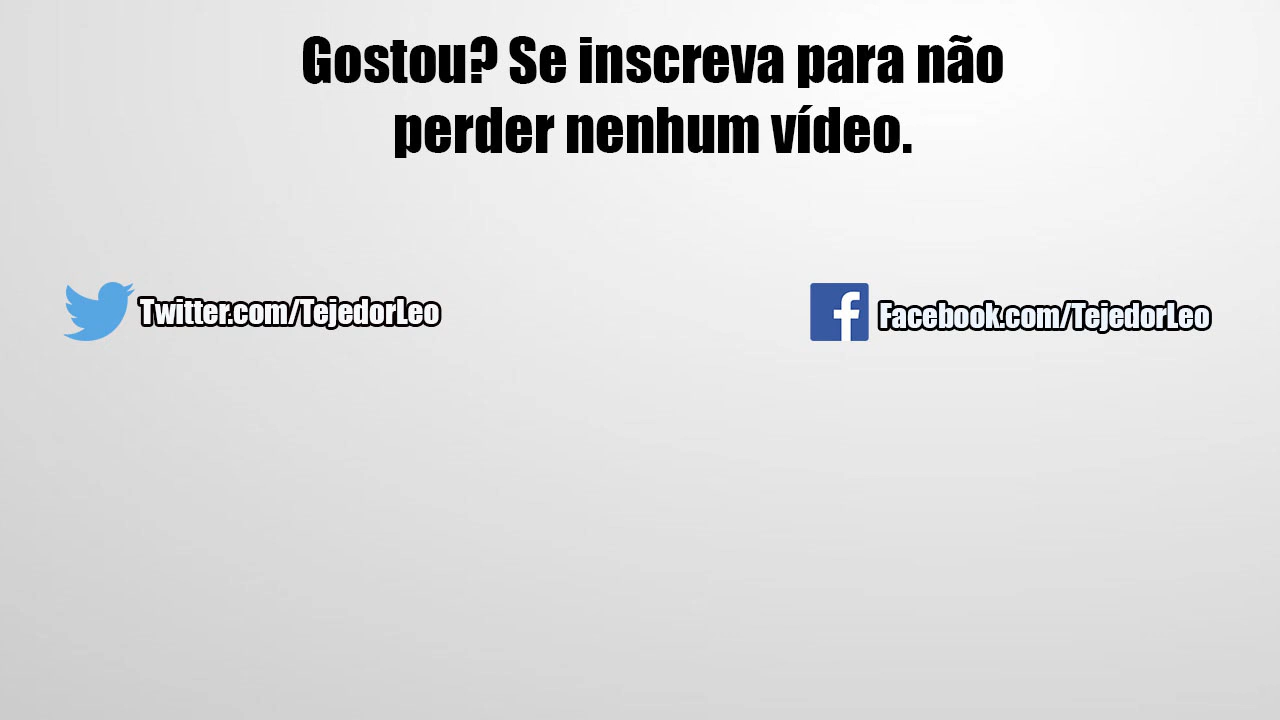 Gostou? Se inscreva para não
perder nenhum vídeo.
Twitter.com/TejedorLeo
Facebook.com/TejedorLeo